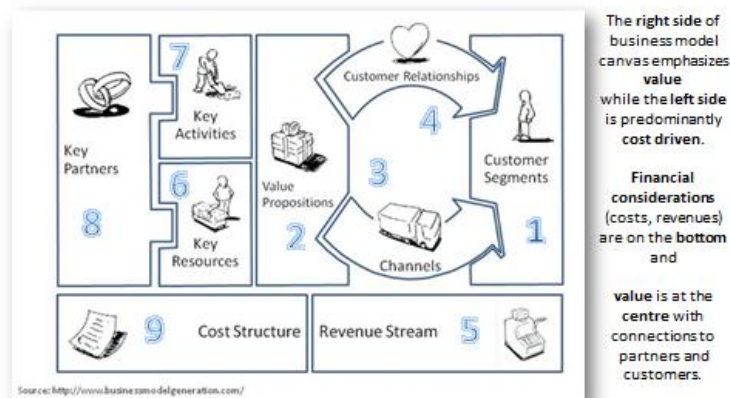 7
Key
Activities
Key
Partners
8
6
Key
Resources
Value
Propositions
2
Customer Relationships
4
3
Channels
Customer
Segments
1
9
Cost Structure
Revenue Stream
5
Source: http://www.businessmodelgeneration.com/
The right side of
business model
canvas emphasizes
value
while the left side
is predominantly
cost driven.
Financial
considerations
(costs, revenues)
are on the bottom
and
value is at the
centre with
connections to
partners and
customers.